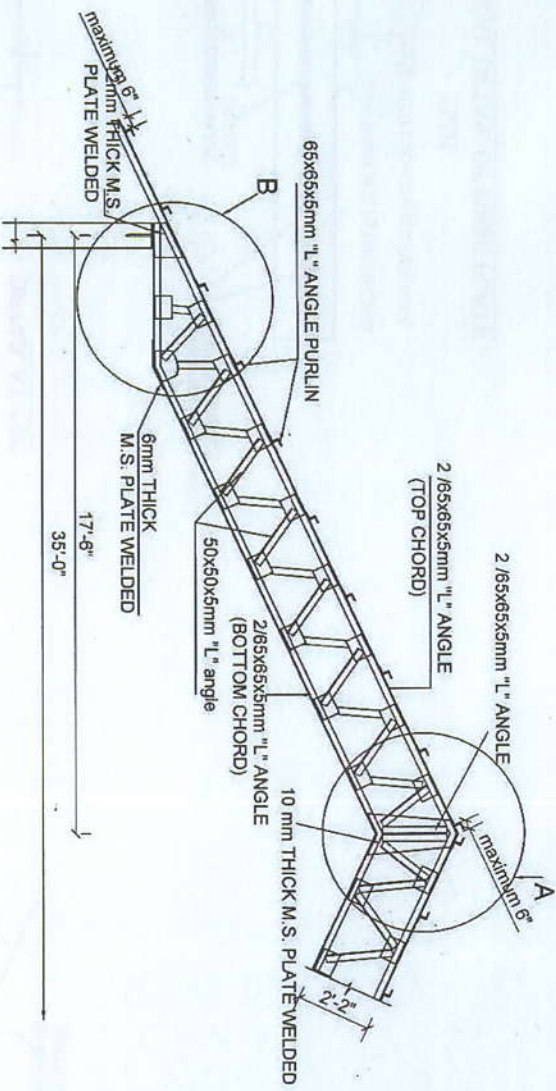 maximum 6"
THICK M.S
PLATE WELDED
B
65x65x5mm "L" ANGLE PURLIN
2 /65x65x5mm "L" ANGLE
(TOP CHORD)
2 /65x65x5mm "L" ANGLE
A
maximum 6"
6mm THICK
M.S. PLATE WELDED
50x50x5mm "L" angle
2/65x65x5mm "L" ANGLE
(BOTTOM CHORD)
10 mm THICK M.S. PLATE WELDED
2'-2"
17'-6"
35'-0"